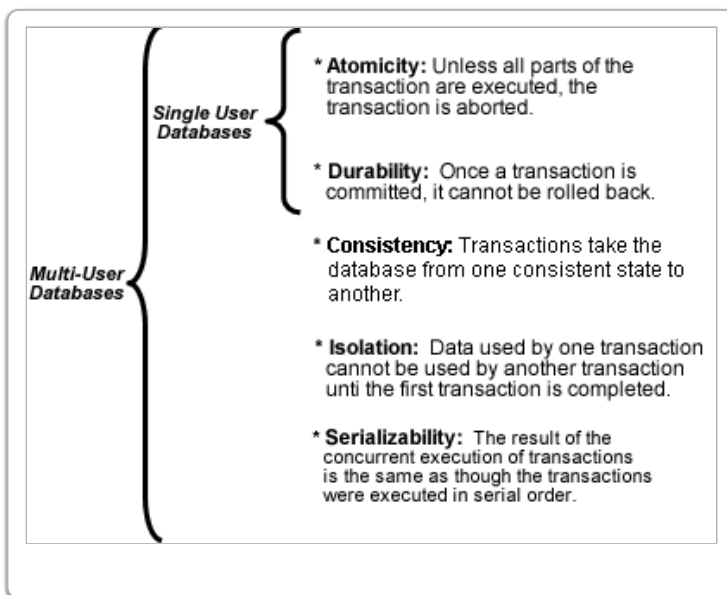 * Atomicity: Unless all parts of the
transaction are executed, the
transaction is aborted.
Single User
Databases
* Durability: Once a transaction is
committed, it cannot be rolled back.
* Consistency: Transactions take the
database from one consistent state to
another.
Multi-User
Databases
* Isolation: Data used by one transaction
cannot be used by another transaction
unti the first transaction is completed.
* Serializability: The result of the
concurrent execution of transactions
is the same as though the transactions
were executed in serial order.